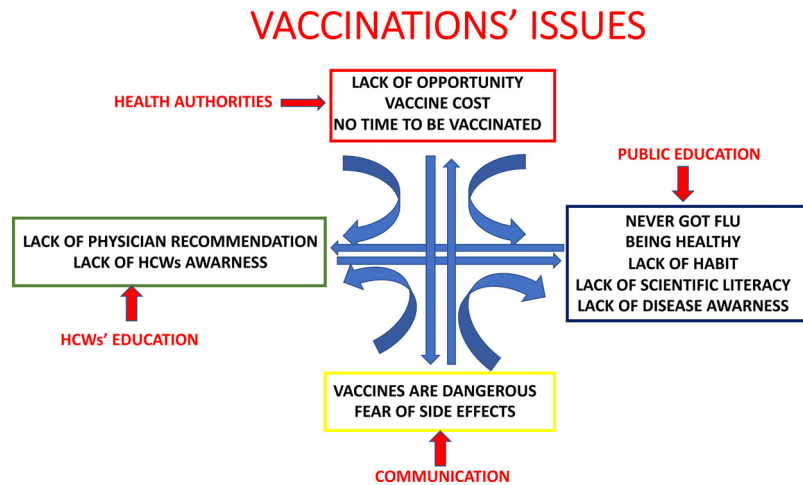 VACCINATIONS' ISSUES
HEALTH AUTHORITIES
LACK OF OPPORTUNITY
VACCINE COST
NO TIME TO BE VACCINATED
PUBLIC EDUCATION
NEVER GOT FLU
BEING HEALTHY
LACK OF HABIT
LACK OF SCIENTIFIC LITERACY
LACK OF DISEASE AWARNESS
LACK OF PHYSICIAN RECOMMENDATION
LACK OF HCWs AWARNESS
HCWs' EDUCATION
VACCINES ARE DANGEROUS
FEAR OF SIDE EFFECTS
COMMUNICATION